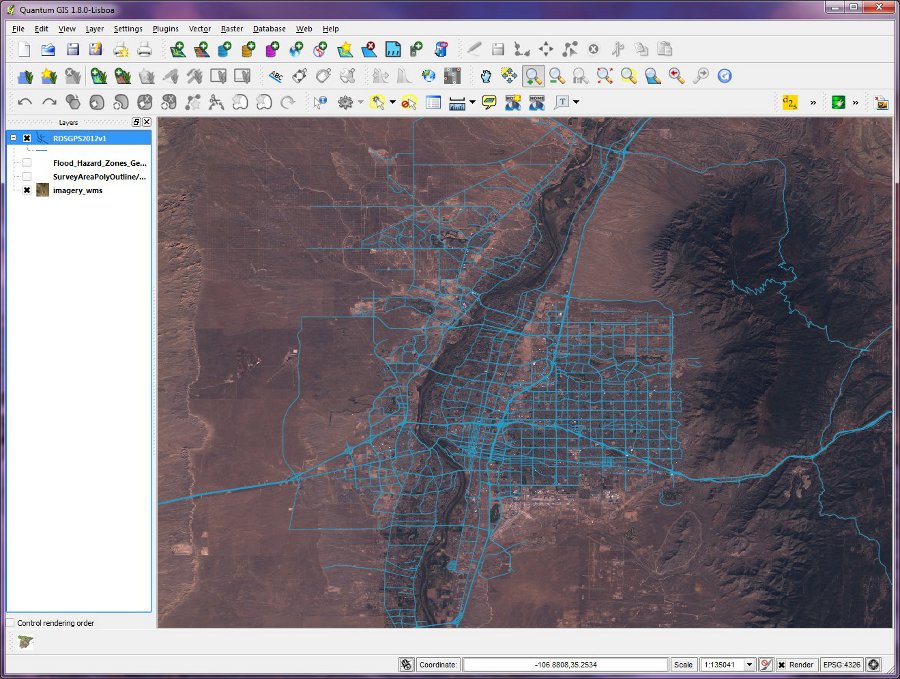 Quantum GIS 1.8.0-Lisboa
File Edit View Layer Settings Plugins Vector Raster Database Web Help
Layers
RDSGPS2012v1
Flood_Hazard_Zones_Ge...
SurveyAreaPolyOutline/...
imagery_wms
Control rendering order
Coordinate: -106.8808,35.2534 Scale 1:135041 Render EPSG:4326